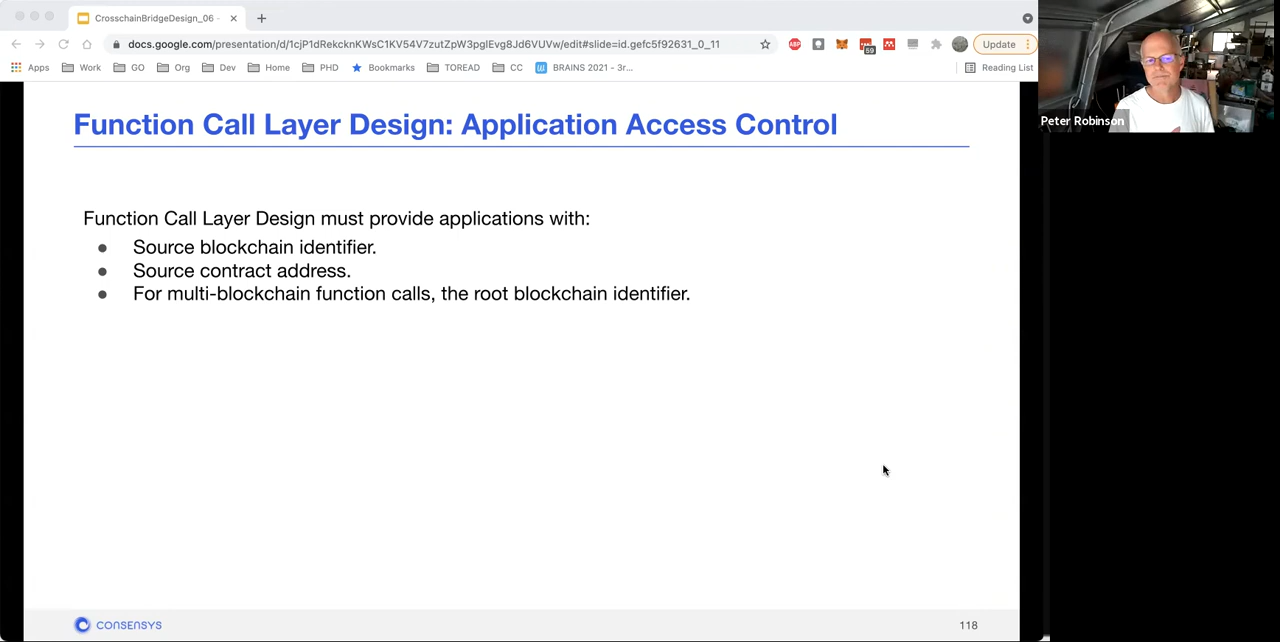 CrosschainBridgeDesign_06 -
docs.google.com/presentation/d/1cjP1dRekcknKWsC1KV54V7zutZpW3pglEvg8Jd6VUVw/edit#slide=id.gefc5f92631_0_11
ABP
59
Update
Apps
Work
GO
Org
Dev
Home
PHD
Bookmarks
TOREAD
CC
BRAINS 2021 - 3r...
Reading List
Peter Robinson
Function Call Layer Design: Application Access Control
Function Call Layer Design must provide applications with:
● Source blockchain identifier.
● Source contract address.
● For multi-blockchain function calls, the root blockchain identifier.
CONSENSYS
118